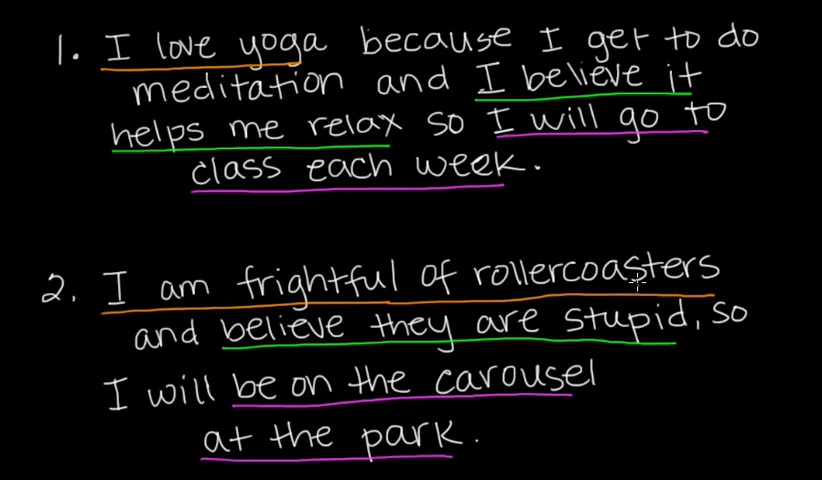 1. I love yoga because I get to do
meditation and I believe it
helps me relax so I will go to
class each week.
2. I am frightful of rollercoasters
and believe they are stupid, so
I will be on the carousel
at the park.